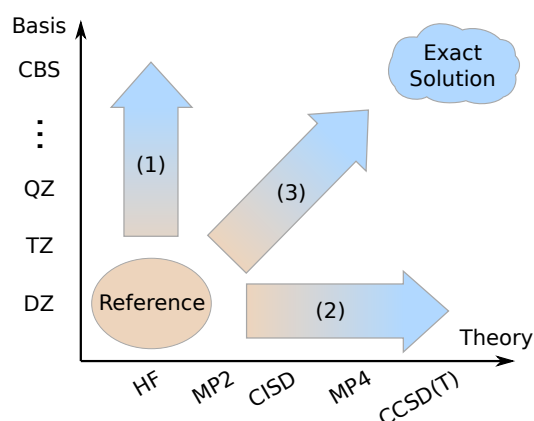 Basis
CBS
⋮
QZ
TZ
DZ
Exact
Solution
(1)
(3)
(2)
Reference
Theory
HF
MP2
CISD
MP4
CCSD(T)